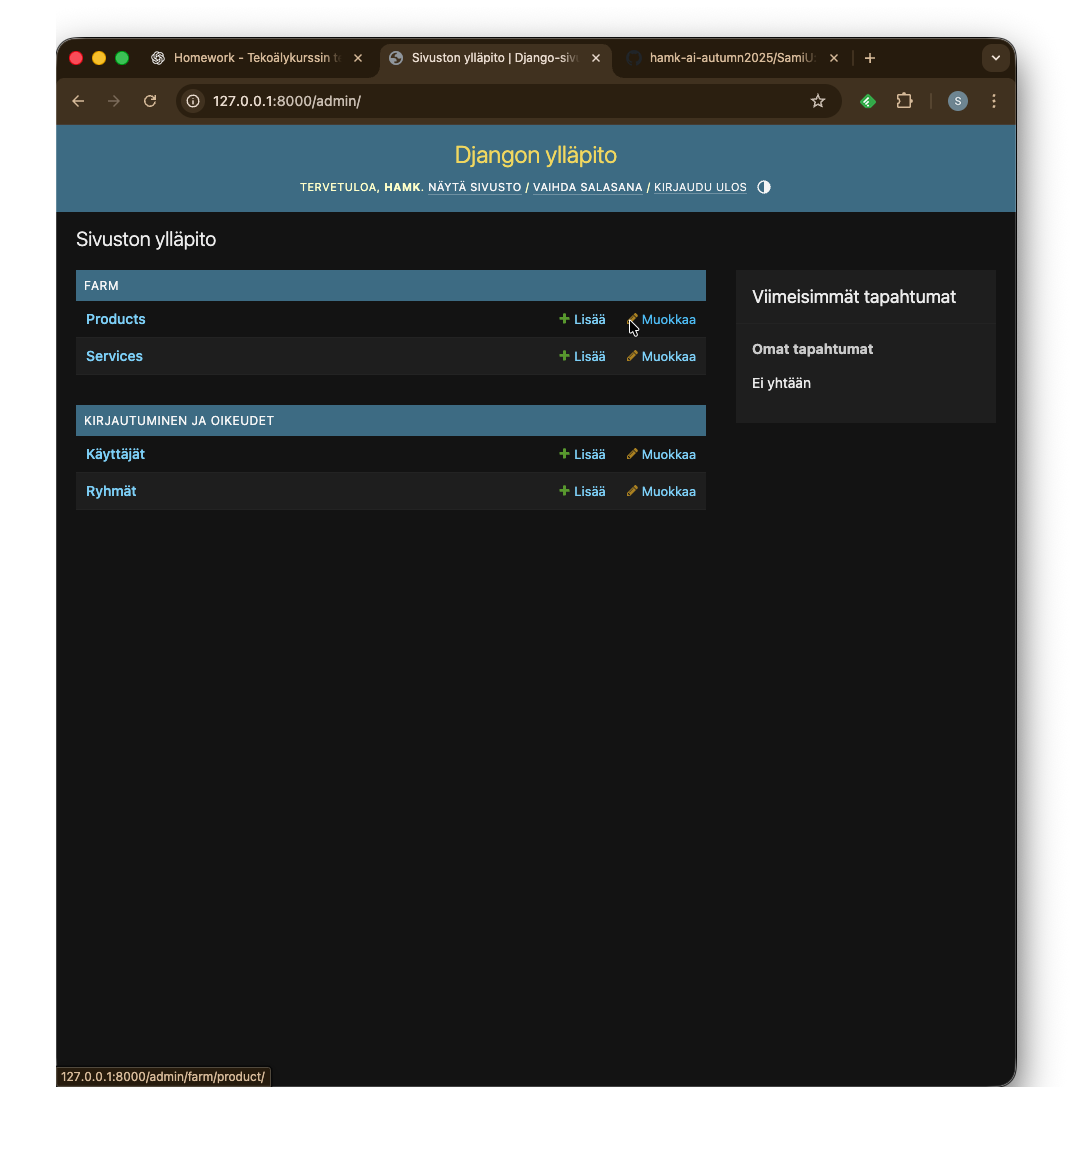 Homework - Tekoälykurssin t
Sivuston ylläpito | Django-siv
hamk-ai-autumn2025/SamiU
127.0.0.1:8000/admin/
S
Djangon ylläpito
TERVETULOA, HAMK. NÄYTÄ SIVUSTO / VAIHDA SALASANA / KIRJAUDU ULOS
Sivuston ylläpito
FARM
Products
Lisää
Muokkaa
Services
Lisää
Muokkaa
KIRJAUTUMINEN JA OIKEUDET
Käyttäjät
Lisää
Muokkaa
Ryhmät
Lisää
Muokkaa
Viimeisimmät tapahtumat
Omat tapahtumat
Ei yhtään
127.0.0.1:8000/admin/farm/product/